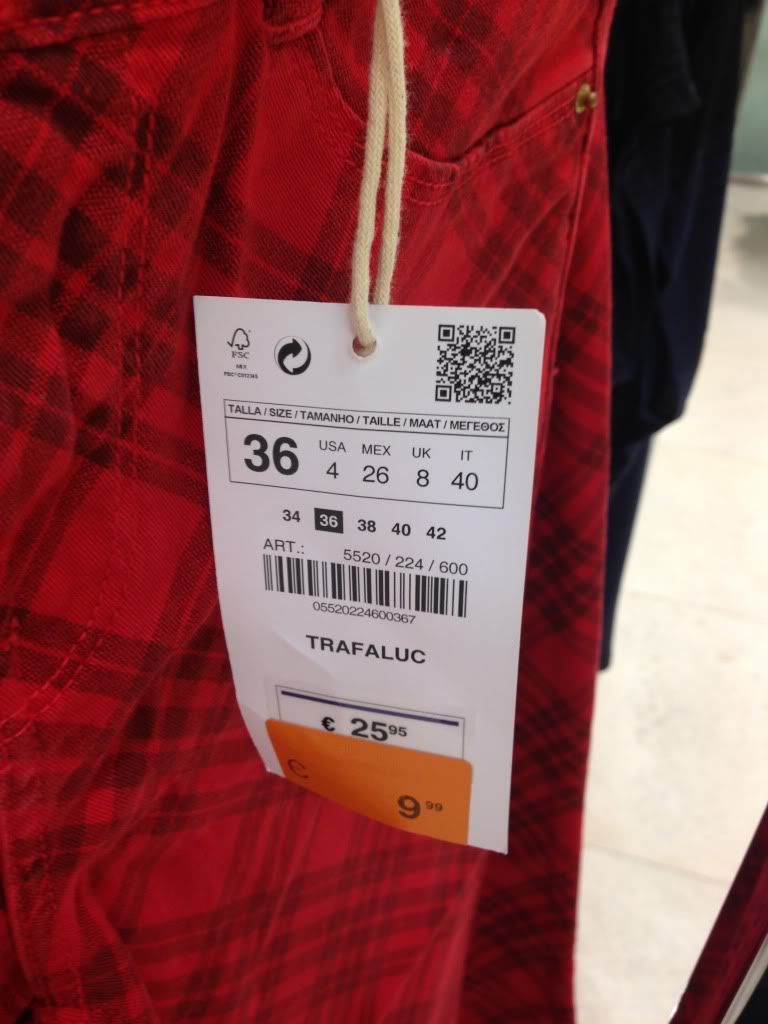 FSC
MIX
TALLA / SIZE / TAMANHO / TAILLE / MAAT / ΜΕΓΕΘΟΣ
36 USA MEX UK IT
4 26 8 40
34 36 38 40 42
ART.: 5520 / 224 / 600
05520224600367
TRAFALUC
€ 25 95
9 99